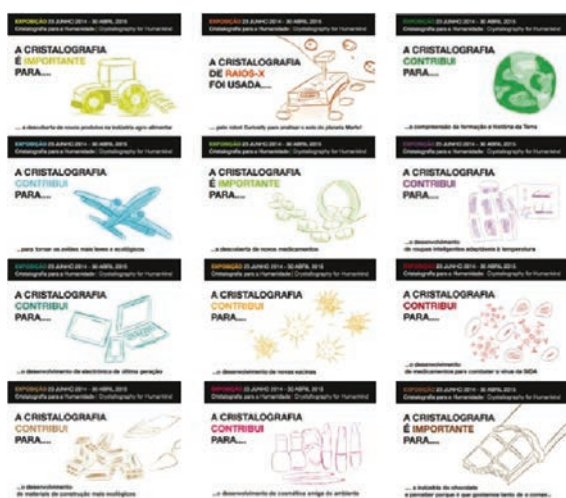 EXPOSIÇÃO 23 JUNHO 2014 - 30 ABRIL 2015
Cristalografia para a Humanidade | Crystallography for Humankind
A CRISTALOGRAFIA
É IMPORTANTE
PARA....
...a descoberta de novos produtos na indústria agro-alimentar
EXPOSIÇÃO 23 JUNHO 2014 - 30 ABRIL 2015
Cristalografia para a Humanidade | Crystallography for Humankind
A CRISTALOGRAFIA
DE RAIOS-X
FOI USADA....
... pelo robot Curiosity para analisar o solo do planeta Marte!
EXPOSIÇÃO 23 JUNHO 2014 - 30 ABRIL 2015
Cristalografia para a Humanidade | Crystallography for Humankind
A CRISTALOGRAFIA
CONTRIBUI
PARA....
...a compreensão da formação e história da Terra
EXPOSIÇÃO 23 JUNHO 2014 - 30 ABRIL 2015
Cristalografia para a Humanidade | Crystallography for Humankind
A CRISTALOGRAFIA
CONTRIBUI
PARA....
... para tornar os aviões mais leves e ecológicos
EXPOSIÇÃO 23 JUNHO 2014 - 30 ABRIL 2015
Cristalografia para a Humanidade | Crystallography for Humankind
A CRISTALOGRAFIA
É IMPORTANTE
PARA....
...a descoberta de novos medicamentos
EXPOSIÇÃO 23 JUNHO 2014 - 30 ABRIL 2015
Cristalografia para a Humanidade | Crystallography for Humankind
A CRISTALOGRAFIA
CONTRIBUI
PARA....
...o desenvolvimento
de roupas inteligentes adaptáveis à temperatura
EXPOSIÇÃO 23 JUNHO 2014 - 30 ABRIL 2015
Cristalografia para a Humanidade | Crystallography for Humankind
A CRISTALOGRAFIA
CONTRIBUI
PARA....
...o desenvolvimento da electrónica de última geração
EXPOSIÇÃO 23 JUNHO 2014 - 30 ABRIL 2015
Cristalografia para a Humanidade | Crystallography for Humankind
A CRISTALOGRAFIA
CONTRIBUI
PARA....
...o desenvolvimento de novas vacinas
EXPOSIÇÃO 23 JUNHO 2014 - 30 ABRIL 2015
Cristalografia para a Humanidade | Crystallography for Humankind
A CRISTALOGRAFIA
CONTRIBUI
PARA....
...o desenvolvimento
de medicamentos para combater o vírus da SIDA
EXPOSIÇÃO 23 JUNHO 2014 - 30 ABRIL 2015
Cristalografia para a Humanidade | Crystallography for Humankind
A CRISTALOGRAFIA
CONTRIBUI
PARA....
...o desenvolvimento
de materiais de construção mais ecológicos
EXPOSIÇÃO 23 JUNHO 2014 - 30 ABRIL 2015
Cristalografia para a Humanidade | Crystallography for Humankind
A CRISTALOGRAFIA
CONTRIBUI
PARA....
...o desenvolvimento de cosmética amiga do ambiente
EXPOSIÇÃO 23 JUNHO 2014 - 30 ABRIL 2015
Cristalografia para a Humanidade | Crystallography for Humankind
A CRISTALOGRAFIA
É IMPORTANTE
PARA....
... a indústria do chocolate
e perceber porque é que gostamos tanto de o comer...